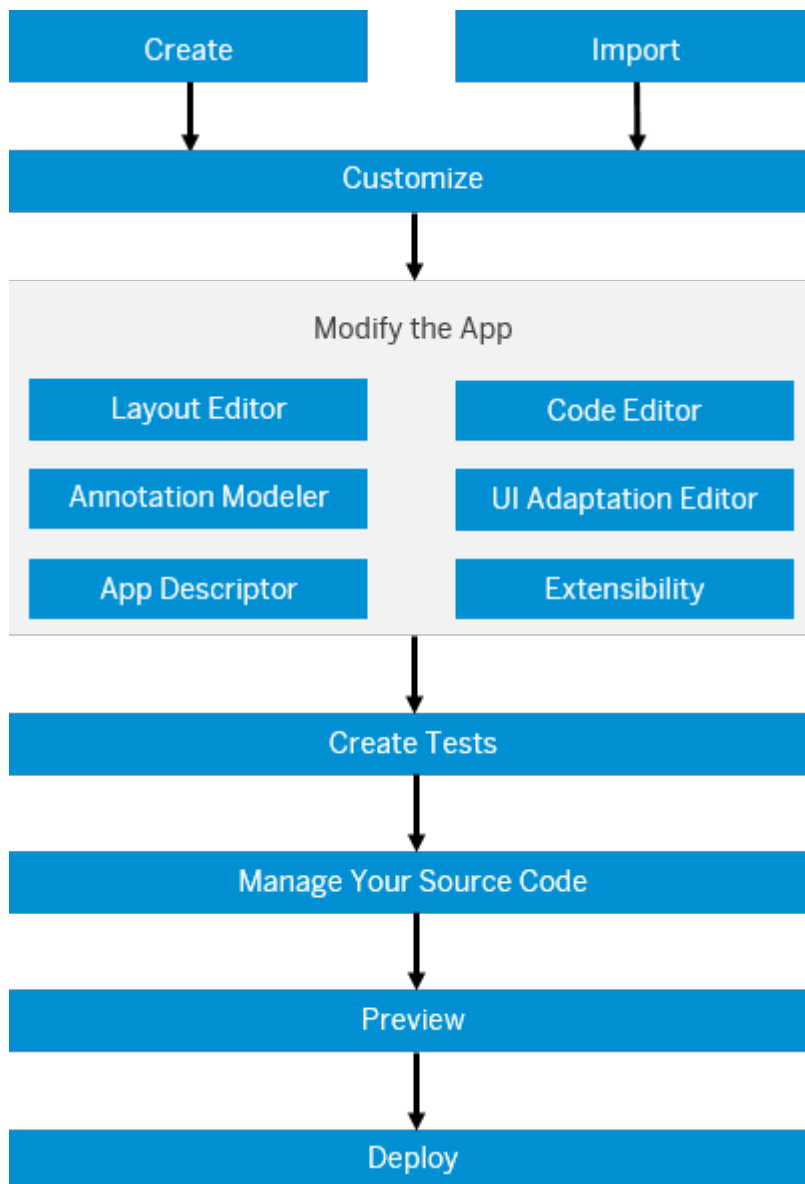 Create
Import
Customize
Modify the App
Layout Editor
Code Editor
Annotation Modeler
UI Adaptation Editor
App Descriptor
Extensibility
Create Tests
Manage Your Source Code
Preview
Deploy